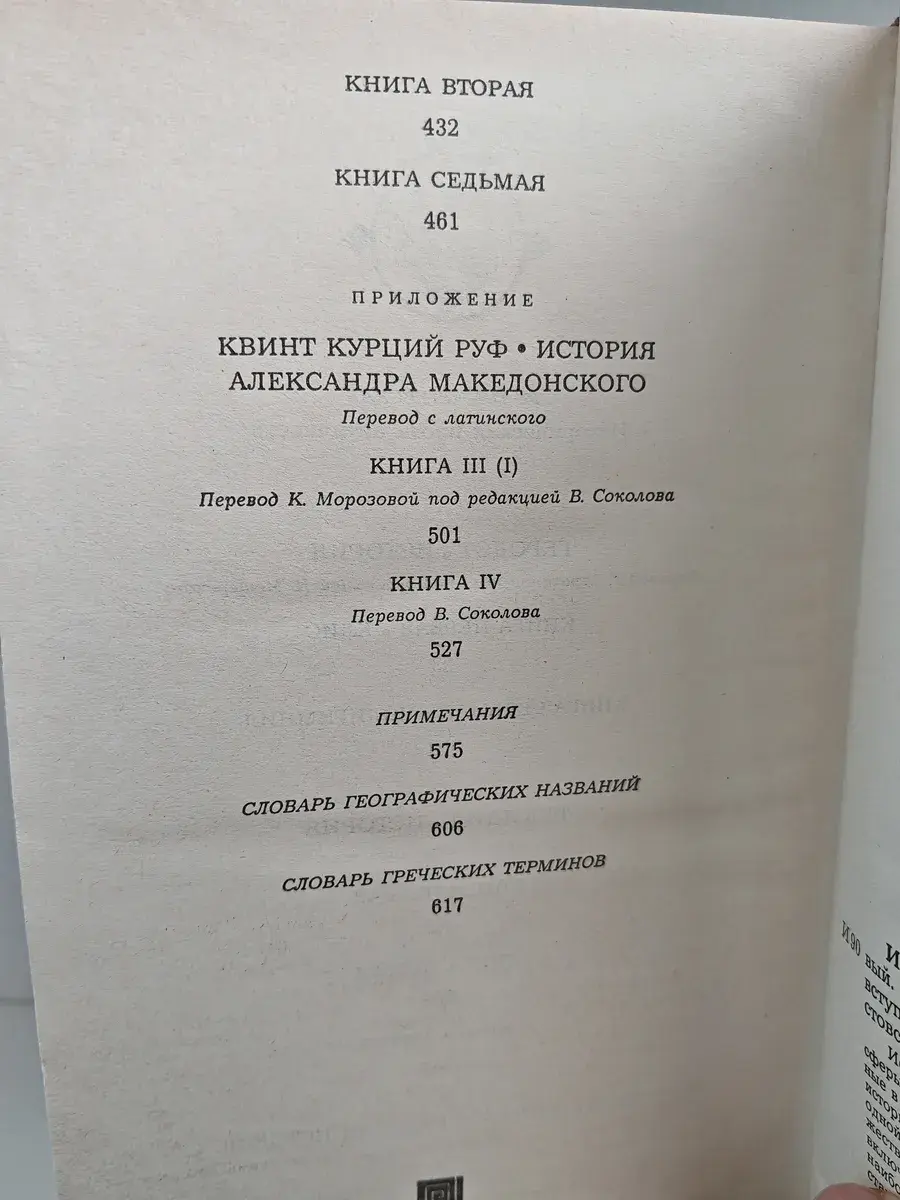 КНИГА ВТОРАЯ
432
КНИГА СЕДЬМАЯ
461
ПРИЛОЖЕНИЕ
КВИНТ КУРЦИЙ РУФ • ИСТОРИЯ
АЛЕКСАНДРА МАКЕДОНСКОГО
Перевод с латинского
КНИГА III (I)
Перевод К. Морозовой под редакцией В. Соколова
501
КНИГА IV
Перевод В. Соколова
527
ПРИМЕЧАНИЯ
575
СЛОВАРЬ ГЕОГРАФИЧЕСКИХ НАЗВАНИЙ
606
СЛОВАРЬ ГРЕЧЕСКИХ ТЕРМИНОВ
617
И90
вый.